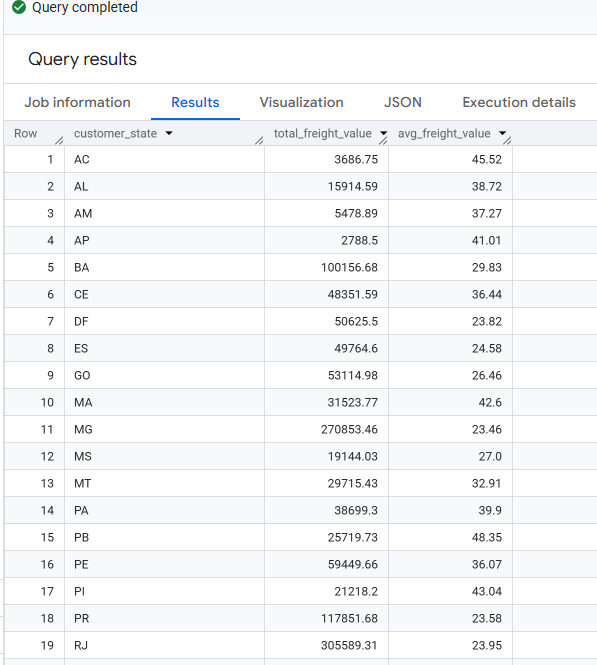 Query completed
Query results
Job information Results Visualization JSON Execution details
Row customer_state total_freight_value avg_freight_value
1 AC 3686.75 45.52
2 AL 15914.59 38.72
3 AM 5478.89 37.27
4 AP 2788.5 41.01
5 BA 100156.68 29.83
6 CE 48351.59 36.44
7 DF 50625.5 23.82
8 ES 49764.6 24.58
9 GO 53114.98 26.46
10 MA 31523.77 42.6
11 MG 270853.46 23.46
12 MS 19144.03 27.0
13 MT 29715.43 32.91
14 PA 38699.3 39.9
15 PB 25719.73 48.35
16 PE 59449.66 36.07
17 PI 21218.2 43.04
18 PR 117851.68 23.58
19 RJ 305589.31 23.95